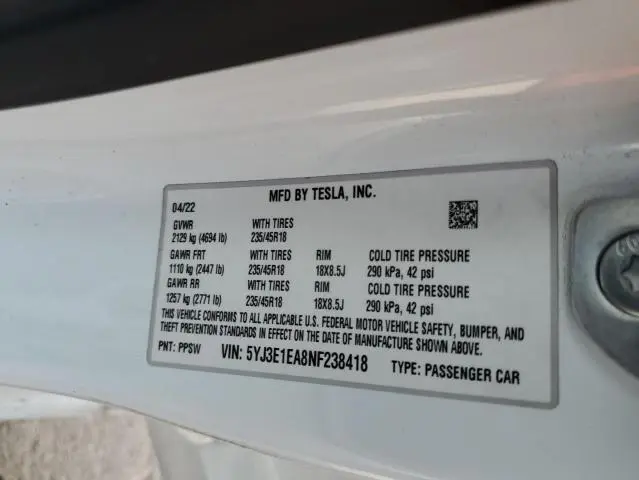 MFD BY TESLA, INC.
04/22
GVWR WITH TIRES
2129 kg (4694 lb) 235/45R18
GAWR FRT WITH TIRES RIM COLD TIRE PRESSURE
1110 kg (2447 lb) 235/45R18 18X8.5J 290 kPa, 42 psi
GAWR RR WITH TIRES RIM COLD TIRE PRESSURE
1257 kg (2771 lb) 235/45R18 18X8.5J 290 kPa, 42 psi
THIS VEHICLE CONFORMS TO ALL APPLICABLE U.S. FEDERAL MOTOR VEHICLE SAFETY, BUMPER, AND
THEFT PREVENTION STANDARDS IN EFFECT ON THE DATE OF MANUFACTURE SHOWN ABOVE.
PNT: PPSW VIN: 5YJ3E1EA8NF238418 TYPE: PASSENGER CAR